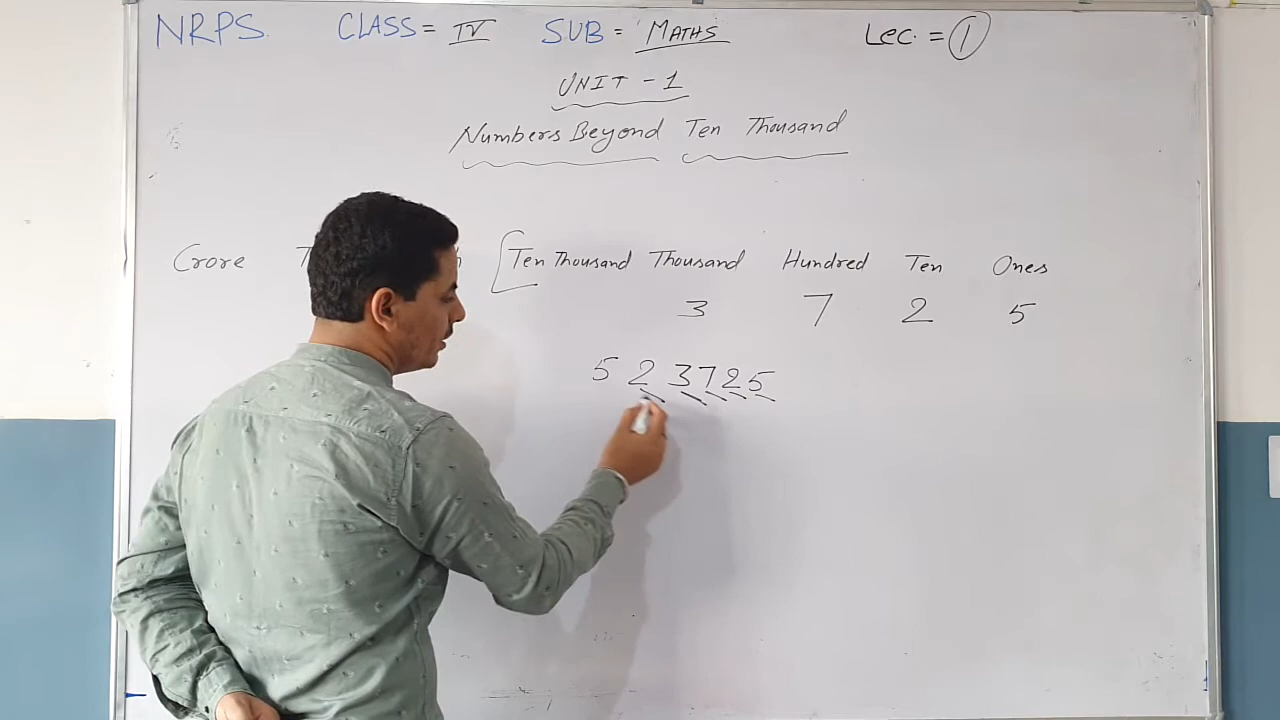 NRPS. CLASS = IV SUB = MATHS Lec. = 1
UNIT - 1
Numbers Beyond Ten Thousand
Crore Ten Thousand Thousand Hundred Ten Ones
3 7 2 5
5 2 3 7 2 5